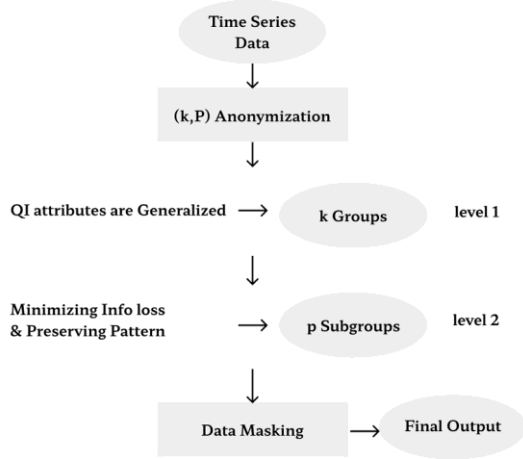 Time Series
Data
(k,P) Anonymization
QI attributes are Generalized
k Groups
level 1
Minimizing Info loss
& Preserving Pattern
p Subgroups
level 2
Data Masking
Final Output